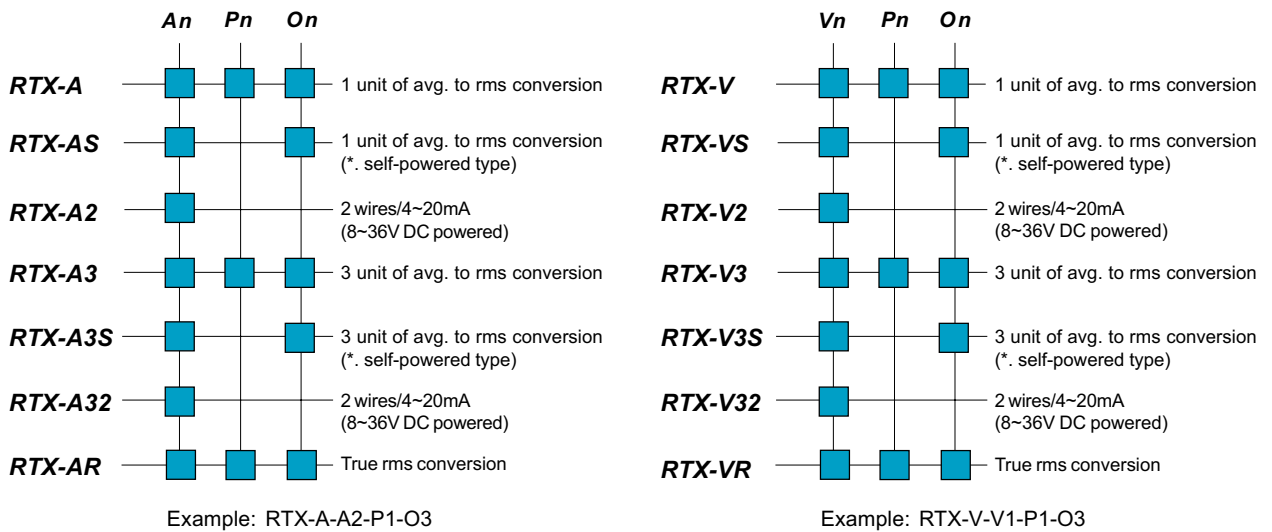 An Pn On
RTX-A 1 unit of avg. to rms conversion
RTX-AS 1 unit of avg. to rms conversion
(*. self-powered type)
RTX-A2 2 wires/4~20mA
(8~36V DC powered)
RTX-A3 3 unit of avg. to rms conversion
RTX-A3S 3 unit of avg. to rms conversion
(*. self-powered type)
RTX-A32 2 wires/4~20mA
(8~36V DC powered)
RTX-AR True rms conversion
Example: RTX-A-A2-P1-O3
Vn Pn On
RTX-V 1 unit of avg. to rms conversion
RTX-VS 1 unit of avg. to rms conversion
(*. self-powered type)
RTX-V2 2 wires/4~20mA
(8~36V DC powered)
RTX-V3 3 unit of avg. to rms conversion
RTX-V3S 3 unit of avg. to rms conversion
(*. self-powered type)
RTX-V32 2 wires/4~20mA
(8~36V DC powered)
RTX-VR True rms conversion
Example: RTX-V-V1-P1-O3